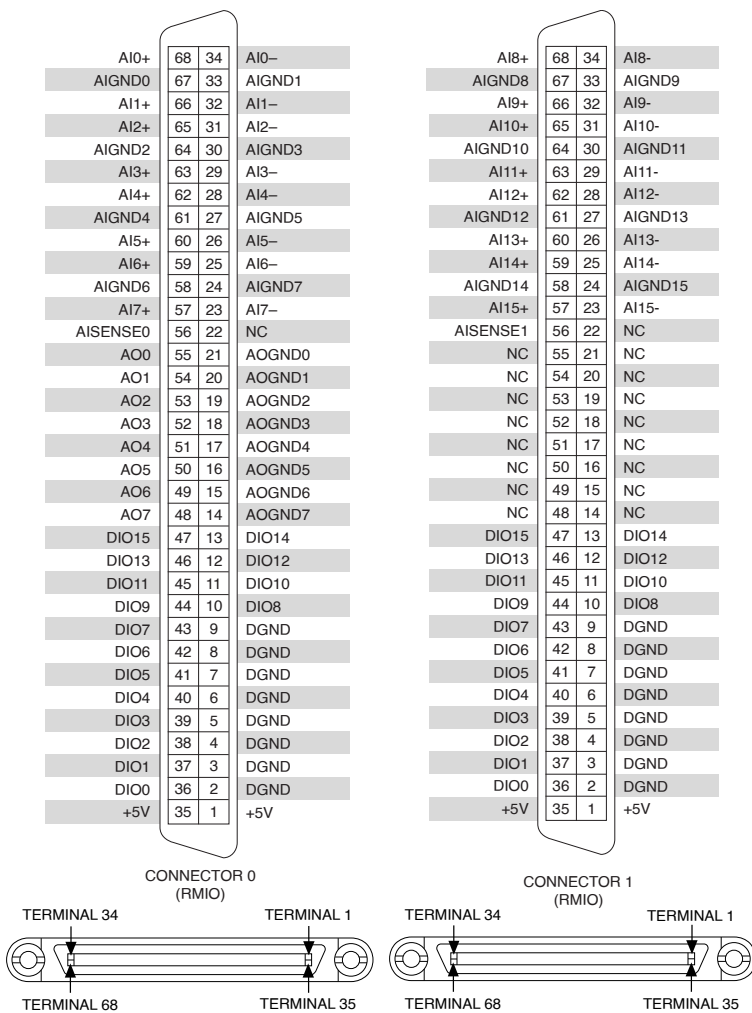 AI0+ 68 34 AI0–
AIGND0 67 33 AIGND1
AI1+ 66 32 AI1–
AI2+ 65 31 AI2–
AIGND2 64 30 AIGND3
AI3+ 63 29 AI3–
AI4+ 62 28 AI4–
AIGND4 61 27 AIGND5
AI5+ 60 26 AI5–
AI6+ 59 25 AI6–
AIGND6 58 24 AIGND7
AI7+ 57 23 AI7–
AISENSE0 56 22 NC
AO0 55 21 AOGND0
AO1 54 20 AOGND1
AO2 53 19 AOGND2
AO3 52 18 AOGND3
AO4 51 17 AOGND4
AO5 50 16 AOGND5
AO6 49 15 AOGND6
AO7 48 14 AOGND7
DIO15 47 13 DIO14
DIO13 46 12 DIO12
DIO11 45 11 DIO10
DIO9 44 10 DIO8
DIO7 43 9 DGND
DIO6 42 8 DGND
DIO5 41 7 DGND
DIO4 40 6 DGND
DIO3 39 5 DGND
DIO2 38 4 DGND
DIO1 37 3 DGND
DIO0 36 2 DGND
+5V 35 1 +5V
CONNECTOR 0
(RMIO)
TERMINAL 34 TERMINAL 1
TERMINAL 68 TERMINAL 35
AI8+ 68 34 AI8-
AIGND8 67 33 AIGND9
AI9+ 66 32 AI9-
AI10+ 65 31 AI10-
AIGND10 64 30 AIGND11
AI11+ 63 29 AI11-
AI12+ 62 28 AI12-
AIGND12 61 27 AIGND13
AI13+ 60 26 AI13-
AI14+ 59 25 AI14-
AIGND14 58 24 AIGND15
AI15+ 57 23 AI15-
AISENSE1 56 22 NC
NC 55 21 NC
NC 54 20 NC
NC 53 19 NC
NC 52 18 NC
NC 51 17 NC
NC 50 16 NC
NC 49 15 NC
NC 48 14 NC
DIO15 47 13 DIO14
DIO13 46 12 DIO12
DIO11 45 11 DIO10
DIO9 44 10 DIO8
DIO7 43 9 DGND
DIO6 42 8 DGND
DIO5 41 7 DGND
DIO4 40 6 DGND
DIO3 39 5 DGND
DIO2 38 4 DGND
DIO1 37 3 DGND
DIO0 36 2 DGND
+5V 35 1 +5V
CONNECTOR 1
(RMIO)
TERMINAL 34 TERMINAL 1
TERMINAL 68 TERMINAL 35